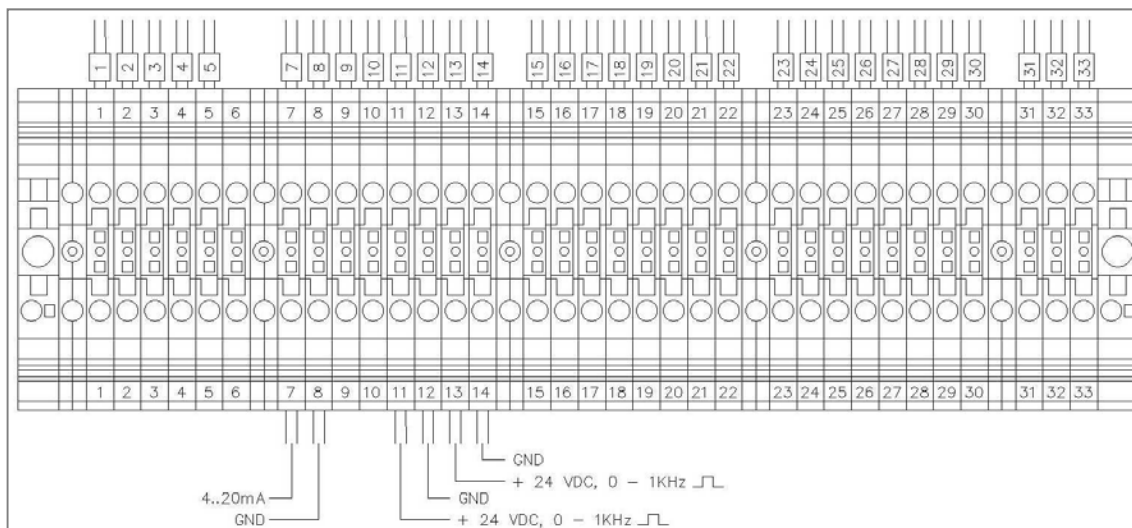 1 2 3 4 5 7 8 9 10 11 12 13 14 15 16 17 18 19 20 21 22 23 24 25 26 27 28 29 30 31 32 33
1 2 3 4 5 6 7 8 9 10 11 12 13 14 15 16 17 18 19 20 21 22 23 24 25 26 27 28 29 30 31 32 33
1 2 3 4 5 6 7 8 9 10 11 12 13 14 15 16 17 18 19 20 21 22 23 24 25 26 27 28 29 30 31 32 33
GND
+ 24 VDC, 0 - 1KHz
4..20mA GND
GND + 24 VDC, 0 - 1KHz